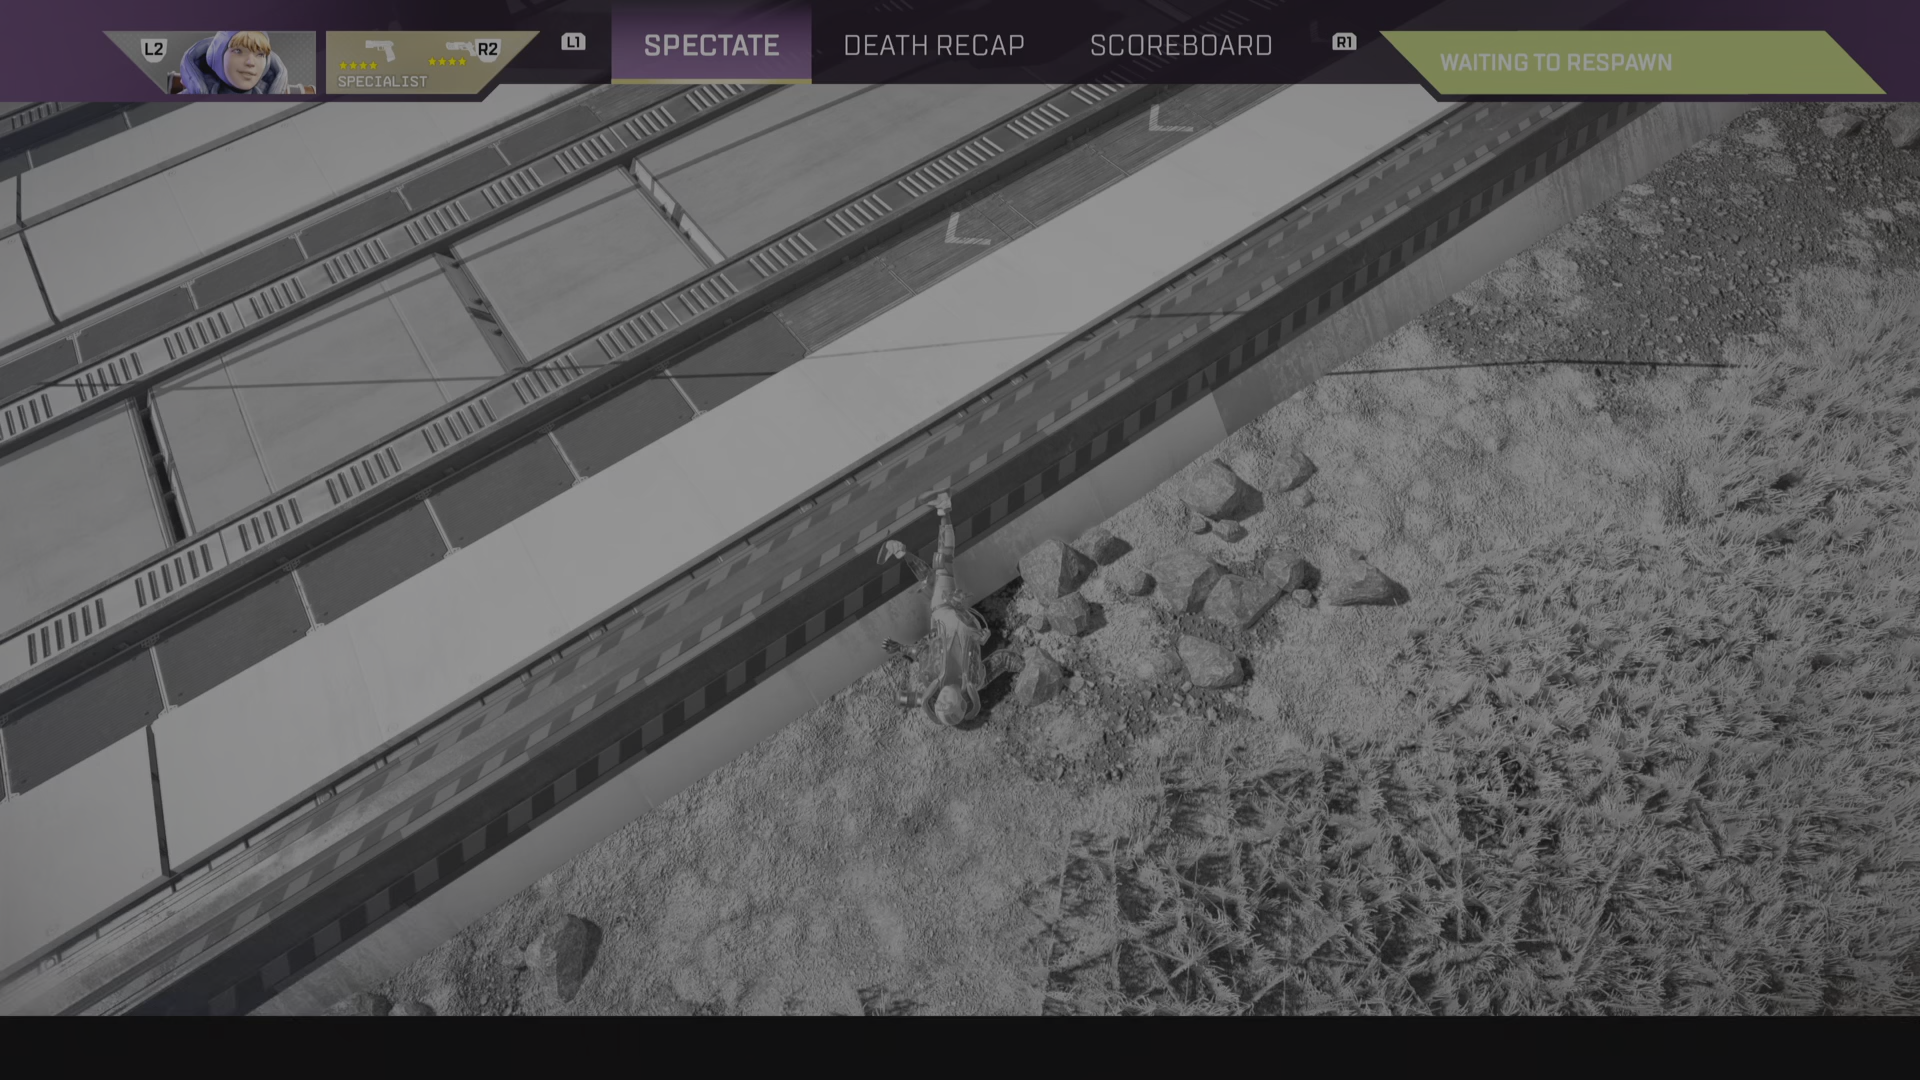 L2
R2
SPECIALIST
L1
SPECTATE
DEATH RECAP
SCOREBOARD
R1
WAITING TO RESPAWN